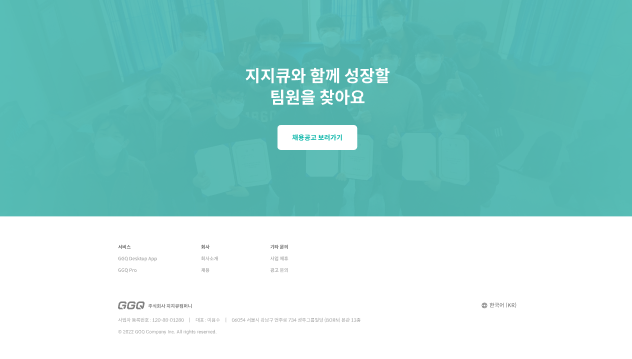 지지큐와 함께 성장할
팀원을 찾아요
채용공고 보러가기
서비스
회사
기타 문의
GGQ Desktop App
회사소개
사업 제휴
GGQ Pro
채용
광고 문의
GGQ 주식회사 지지큐컴퍼니
한국어 (KR)
사업자 등록번호 : 120-88-01280 | 대표 :
© 2022 GGQ Company, Inc. All rights reserved